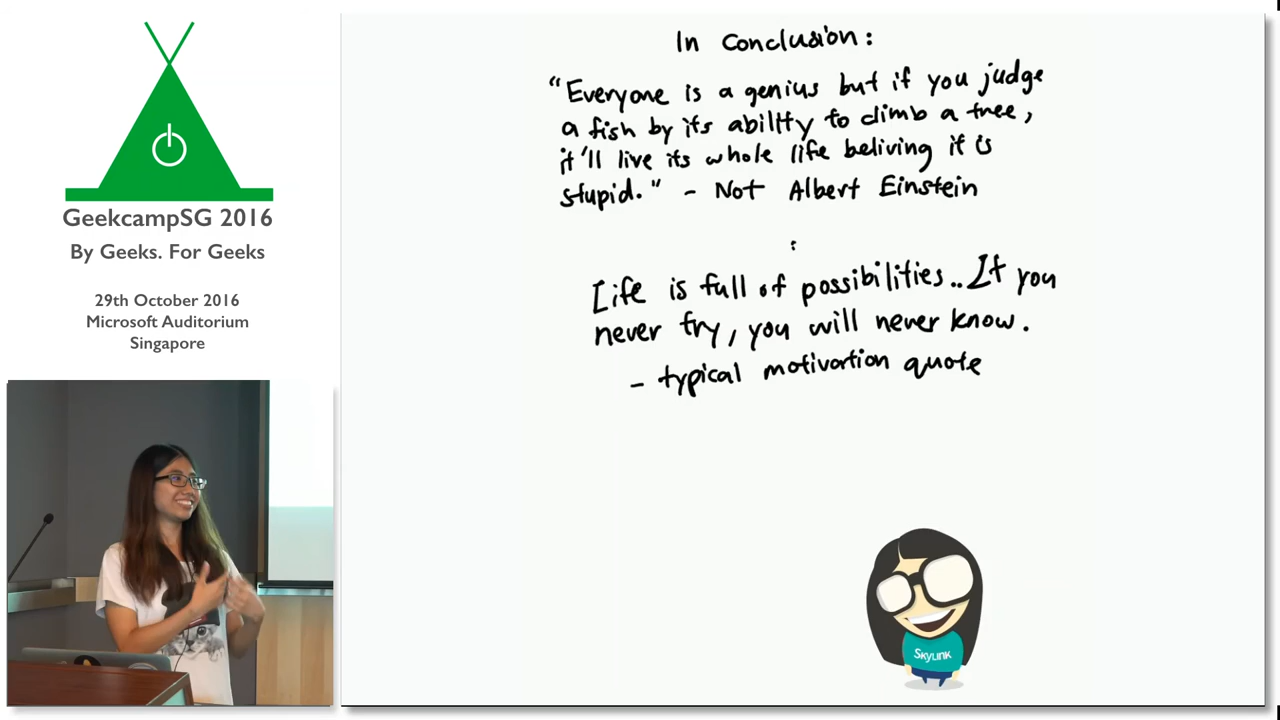 GeekcampSG 2016
By Geeks. For Geeks
29th October 2016
Microsoft Auditorium
Singapore
In Conclusion:
"Everyone is a genius but if you judge
a fish by its ability to climb a tree,
it'll live its whole life beliving it is
stupid." - Not Albert Einstein
:
Life is full of possibilities.. If you
never try, you will never know.
- typical motivation quote
Skylink